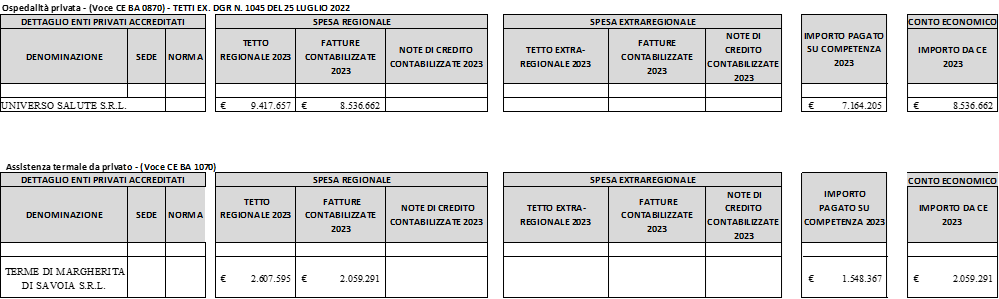 Ospedalità privata - (Voce CE BA 0870) - TETTI EX. DGR N. 1045 DEL 25 LUGLIO 2022
DETTAGLIO ENTI PRIVATI ACCREDITATI SPESA REGIONALE SPESA EXTRAREGIONALE CONTO ECONOMICO
DENOMINAZIONE SEDE NORMA TETTO REGIONALE 2023 FATTURE CONTABILIZZATE 2023 NOTE DI CREDITO CONTABILIZZATE 2023 TETTO EXTRA-REGIONALE 2023 FATTURE CONTABILIZZATE 2023 NOTE DI CREDITO CONTABILIZZATE 2023 IMPORTO PAGATO SU COMPETENZA 2023 IMPORTO DA CE 2023
UNIVERSO SALUTE S.R.L. € 9.417.657 € 8.536.662 € 7.164.205 € 8.536.662
Assistenza termale da privato - (Voce CE BA 1070)
DETTAGLIO ENTI PRIVATI ACCREDITATI SPESA REGIONALE SPESA EXTRAREGIONALE CONTO ECONOMICO
DENOMINAZIONE SEDE NORMA TETTO REGIONALE 2023 FATTURE CONTABILIZZATE 2023 NOTE DI CREDITO CONTABILIZZATE 2023 TETTO EXTRA-REGIONALE 2023 FATTURE CONTABILIZZATE 2023 NOTE DI CREDITO CONTABILIZZATE 2023 IMPORTO PAGATO SU COMPETENZA 2023 IMPORTO DA CE 2023
TERME DI MARGHERITA DI SAVOIA S.R.L. € 2.607.595 € 2.059.291 € 1.548.367 € 2.059.291